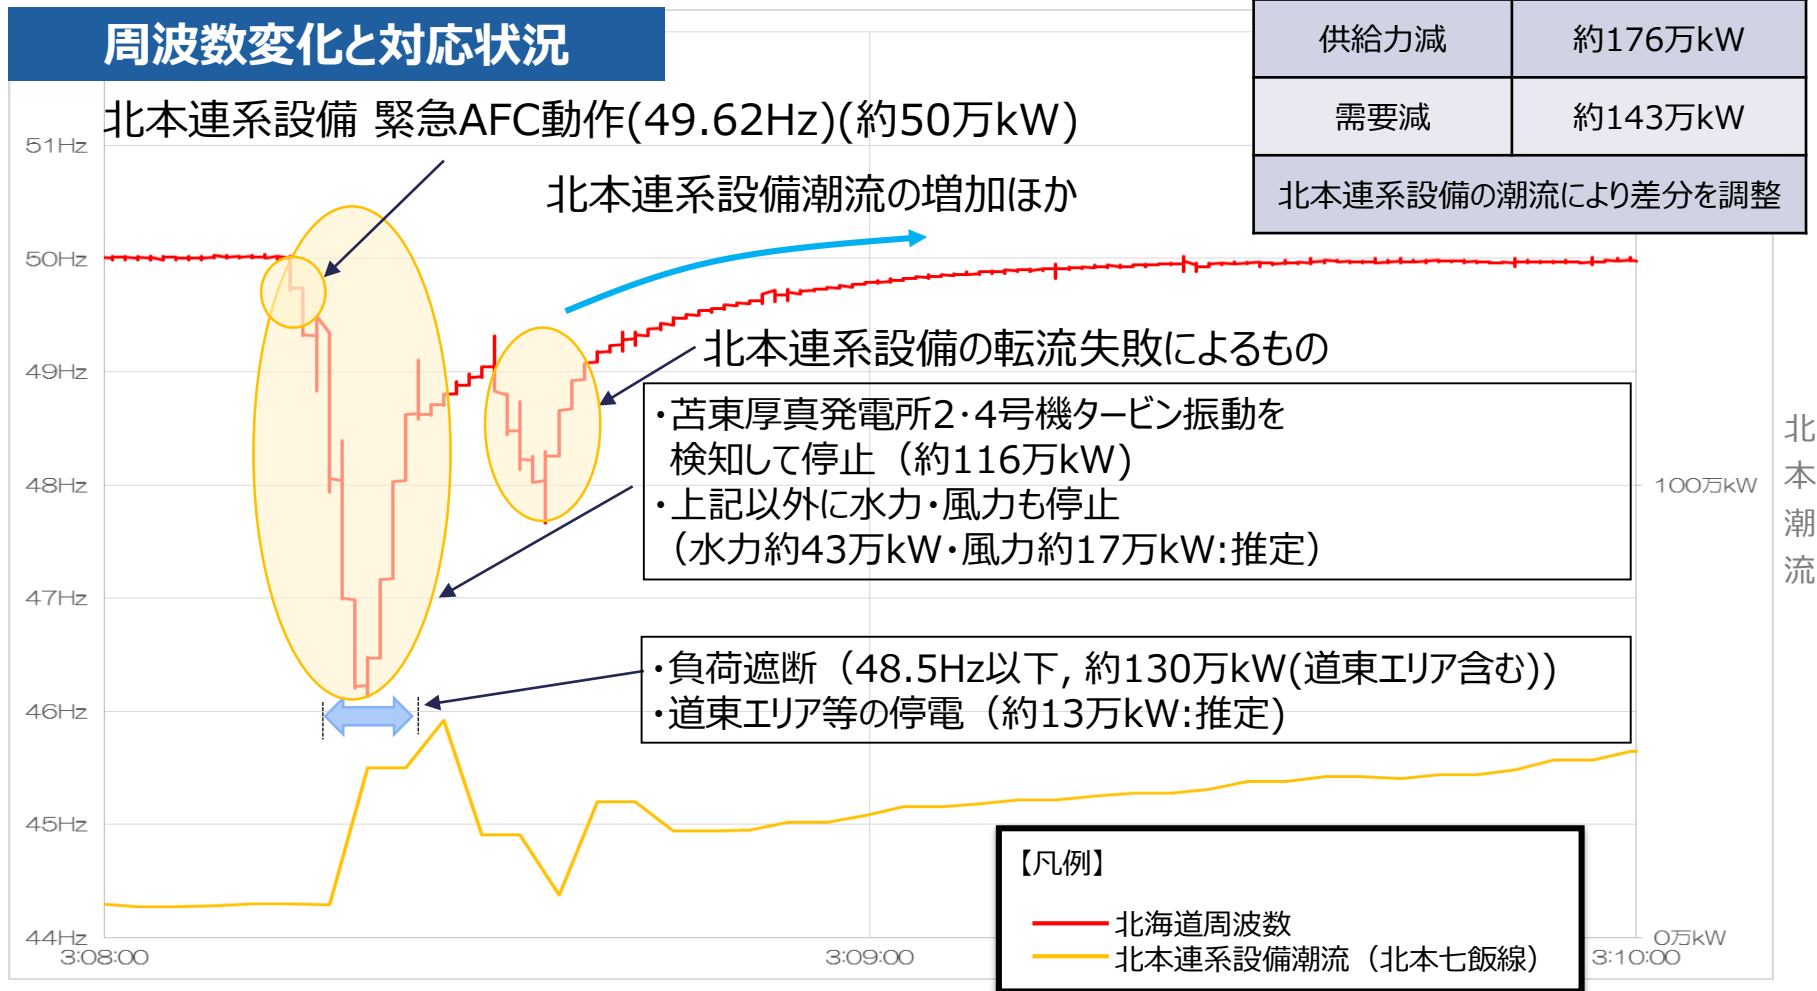 周波数変化と対応状況
供給力減 約176万kW
需要減 約143万kW
北本連系設備の潮流により差分を調整
北本連系設備 緊急AFC動作(49.62Hz)(約50万kW)
北本連系設備潮流の増加ほか
北本連系設備の転流失敗によるもの
・苫東厚真発電所2・4号機タービン振動を
検知して停止（約116万kW)
・上記以外に水力・風力も停止
（水力約43万kW・風力約17万kW:推定）
・負荷遮断（48.5Hz以下, 約130万kW(道東エリア含む))
・道東エリア等の停電（約13万kW:推定)
51Hz
50Hz
49Hz
48Hz
47Hz
46Hz
45Hz
44Hz
100万kW
0万kW
北本潮流
3:08:00
3:09:00
3:10:00
【凡例】
北海道周波数
北本連系設備潮流（北本七飯線）